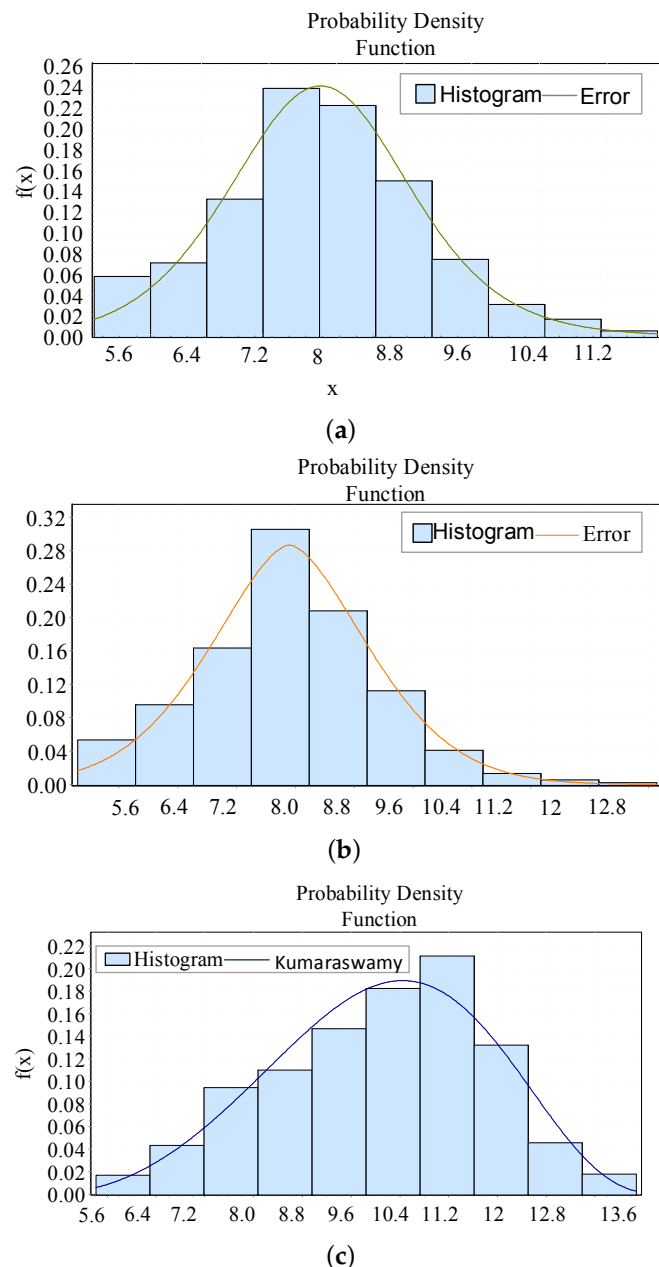 Probability Density
Function
0.26
0.24
0.22
0.20
0.18
0.16
0.14
0.12
0.10
0.08
0.06
0.04
0.02
0.00
f(x)
Histogram Error
5.6 6.4 7.2 8 8.8 9.6 10.4 11.2
x
(a)
Probability Density
Function
0.32
0.28
0.20
0.16
0.12
0.08
0.04
0.00
Histogram Error
5.6 6.4 7.2 8.0 8.8 9.6 10.4 11.2 12 12.8
(b)
Probability Density
Function
0.22
0.20
0.18
0.16
0.14
0.12
0.10
0.08
0.06
0.04
0.02
0.00
f(x)
Histogram Kumaraswamy
5.6 6.4 7.2 8.0 8.8 9.6 10.4 11.2 12 12.8 13.6
(c)